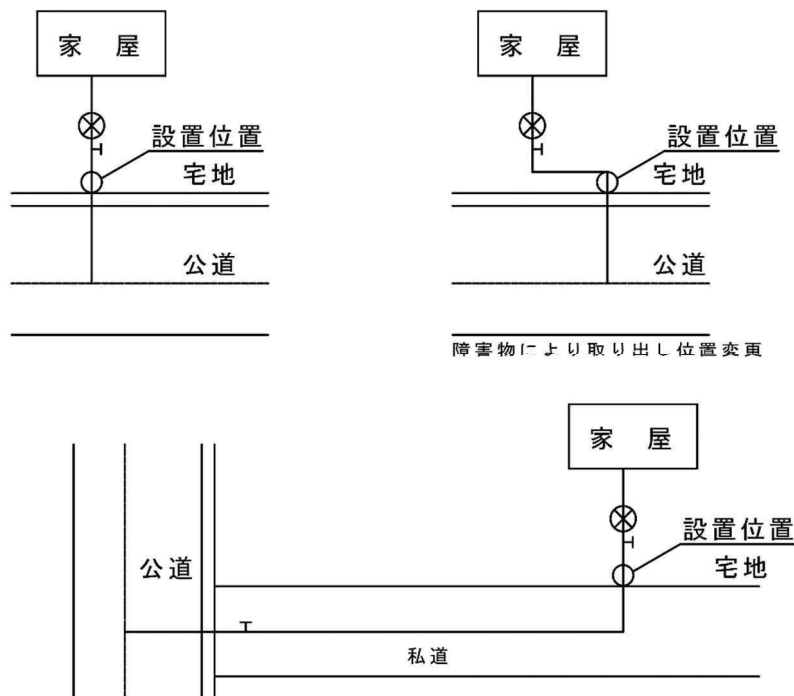 家 屋
設置位置
宅地
公道
家 屋
設置位置
宅地
公道
障害物により取り出し位置変更
家 屋
設置位置
宅地
公道
私道